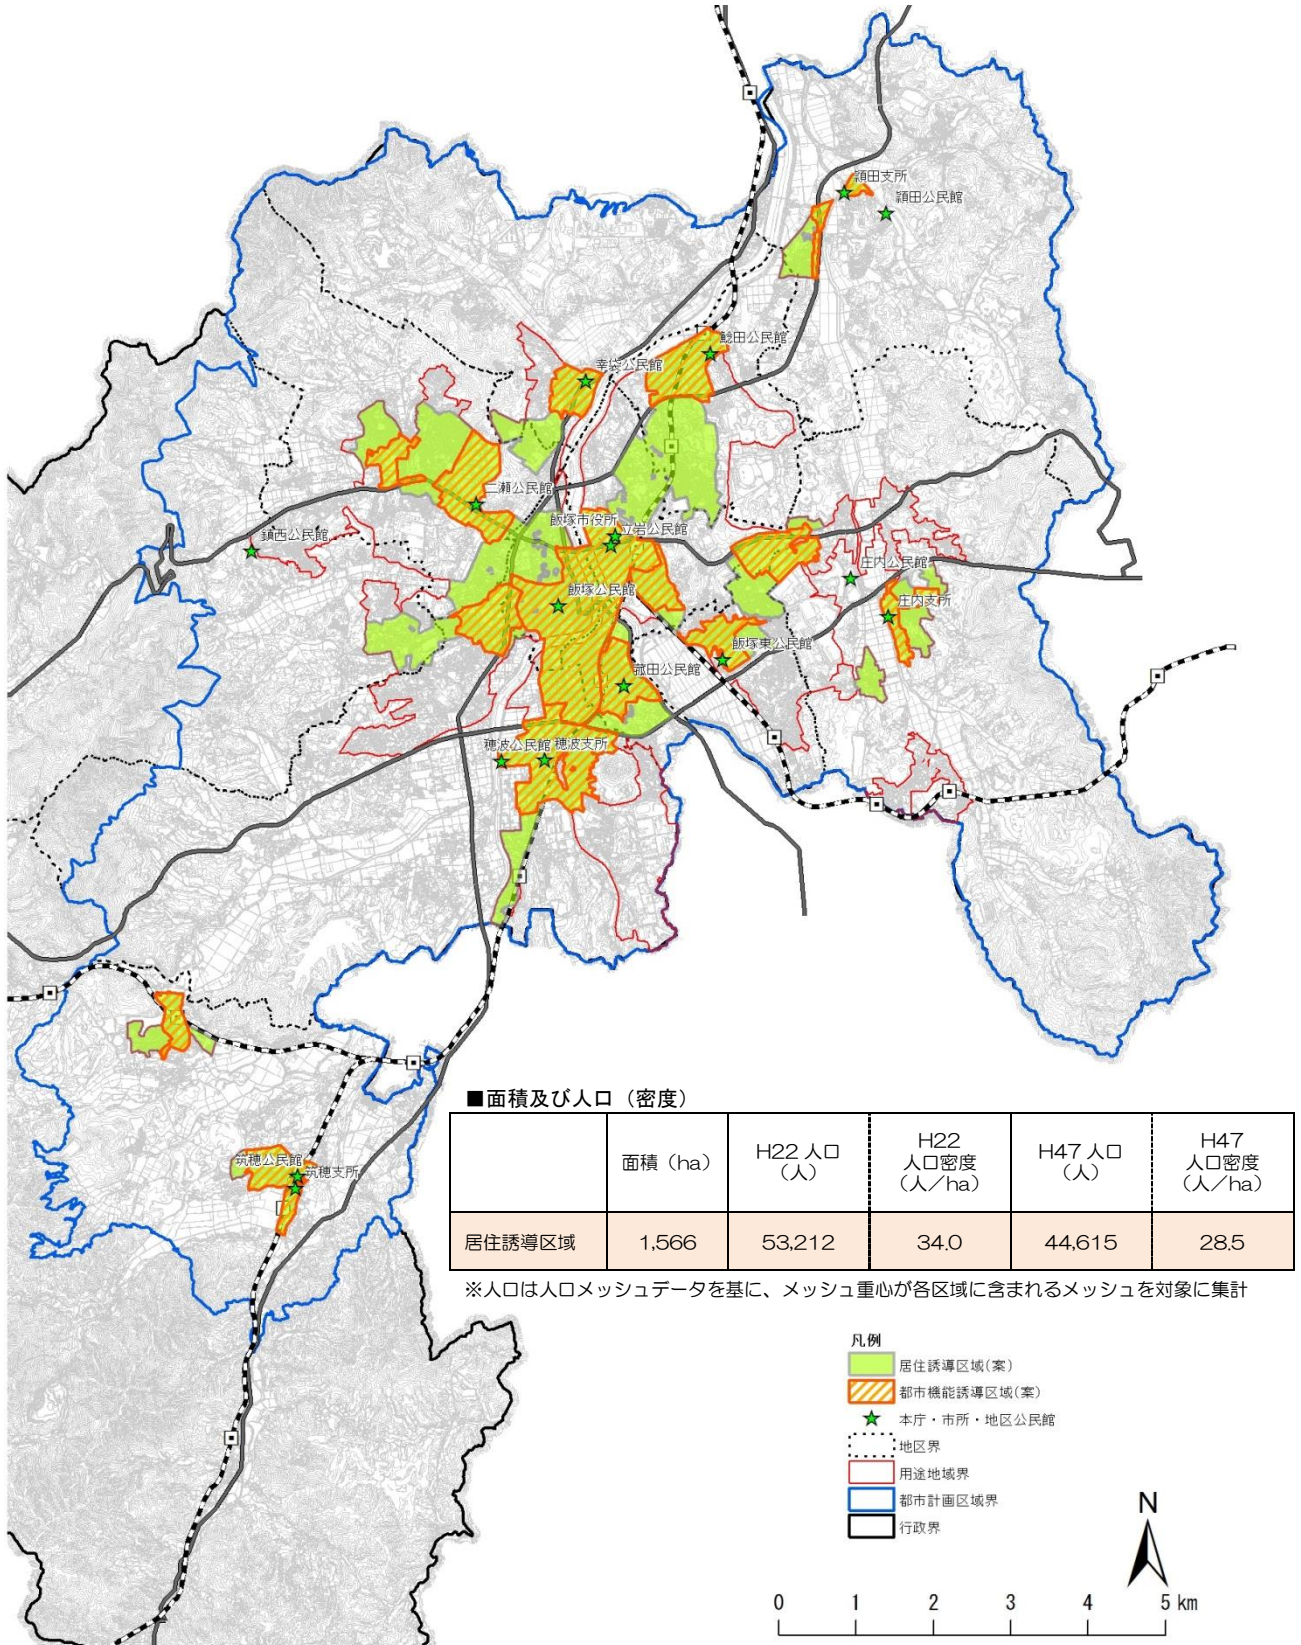 頴田支所
頴田公民館
鯰田公民館
幸袋公民館
二瀬公民館
飯塚市役所
立岩公民館
鎮西公民館
庄内公民館
飯塚公民館
庄内支所
飯塚東公民館
菰田公民館
穂波公民館
穂波支所
■面積及び人口（密度）
面積（ha）
H22 人口
（人）
H22
人口密度
（人／ha）
H47 人口
（人）
H47
人口密度
（人／ha）
居住誘導区域 1,566 53,212 34.0 44,615 28.5
※人口は人口メッシュデータを基に、メッシュ重心が各区域に含まれるメッシュを対象に集計
筑穂公民館
筑穂支所
凡例
居住誘導区域(案)
都市機能誘導区域(案)
本庁・市所・地区公民館
地区界
用途地域界
都市計画区域界
行政界
N
0 1 2 3 4 5 km